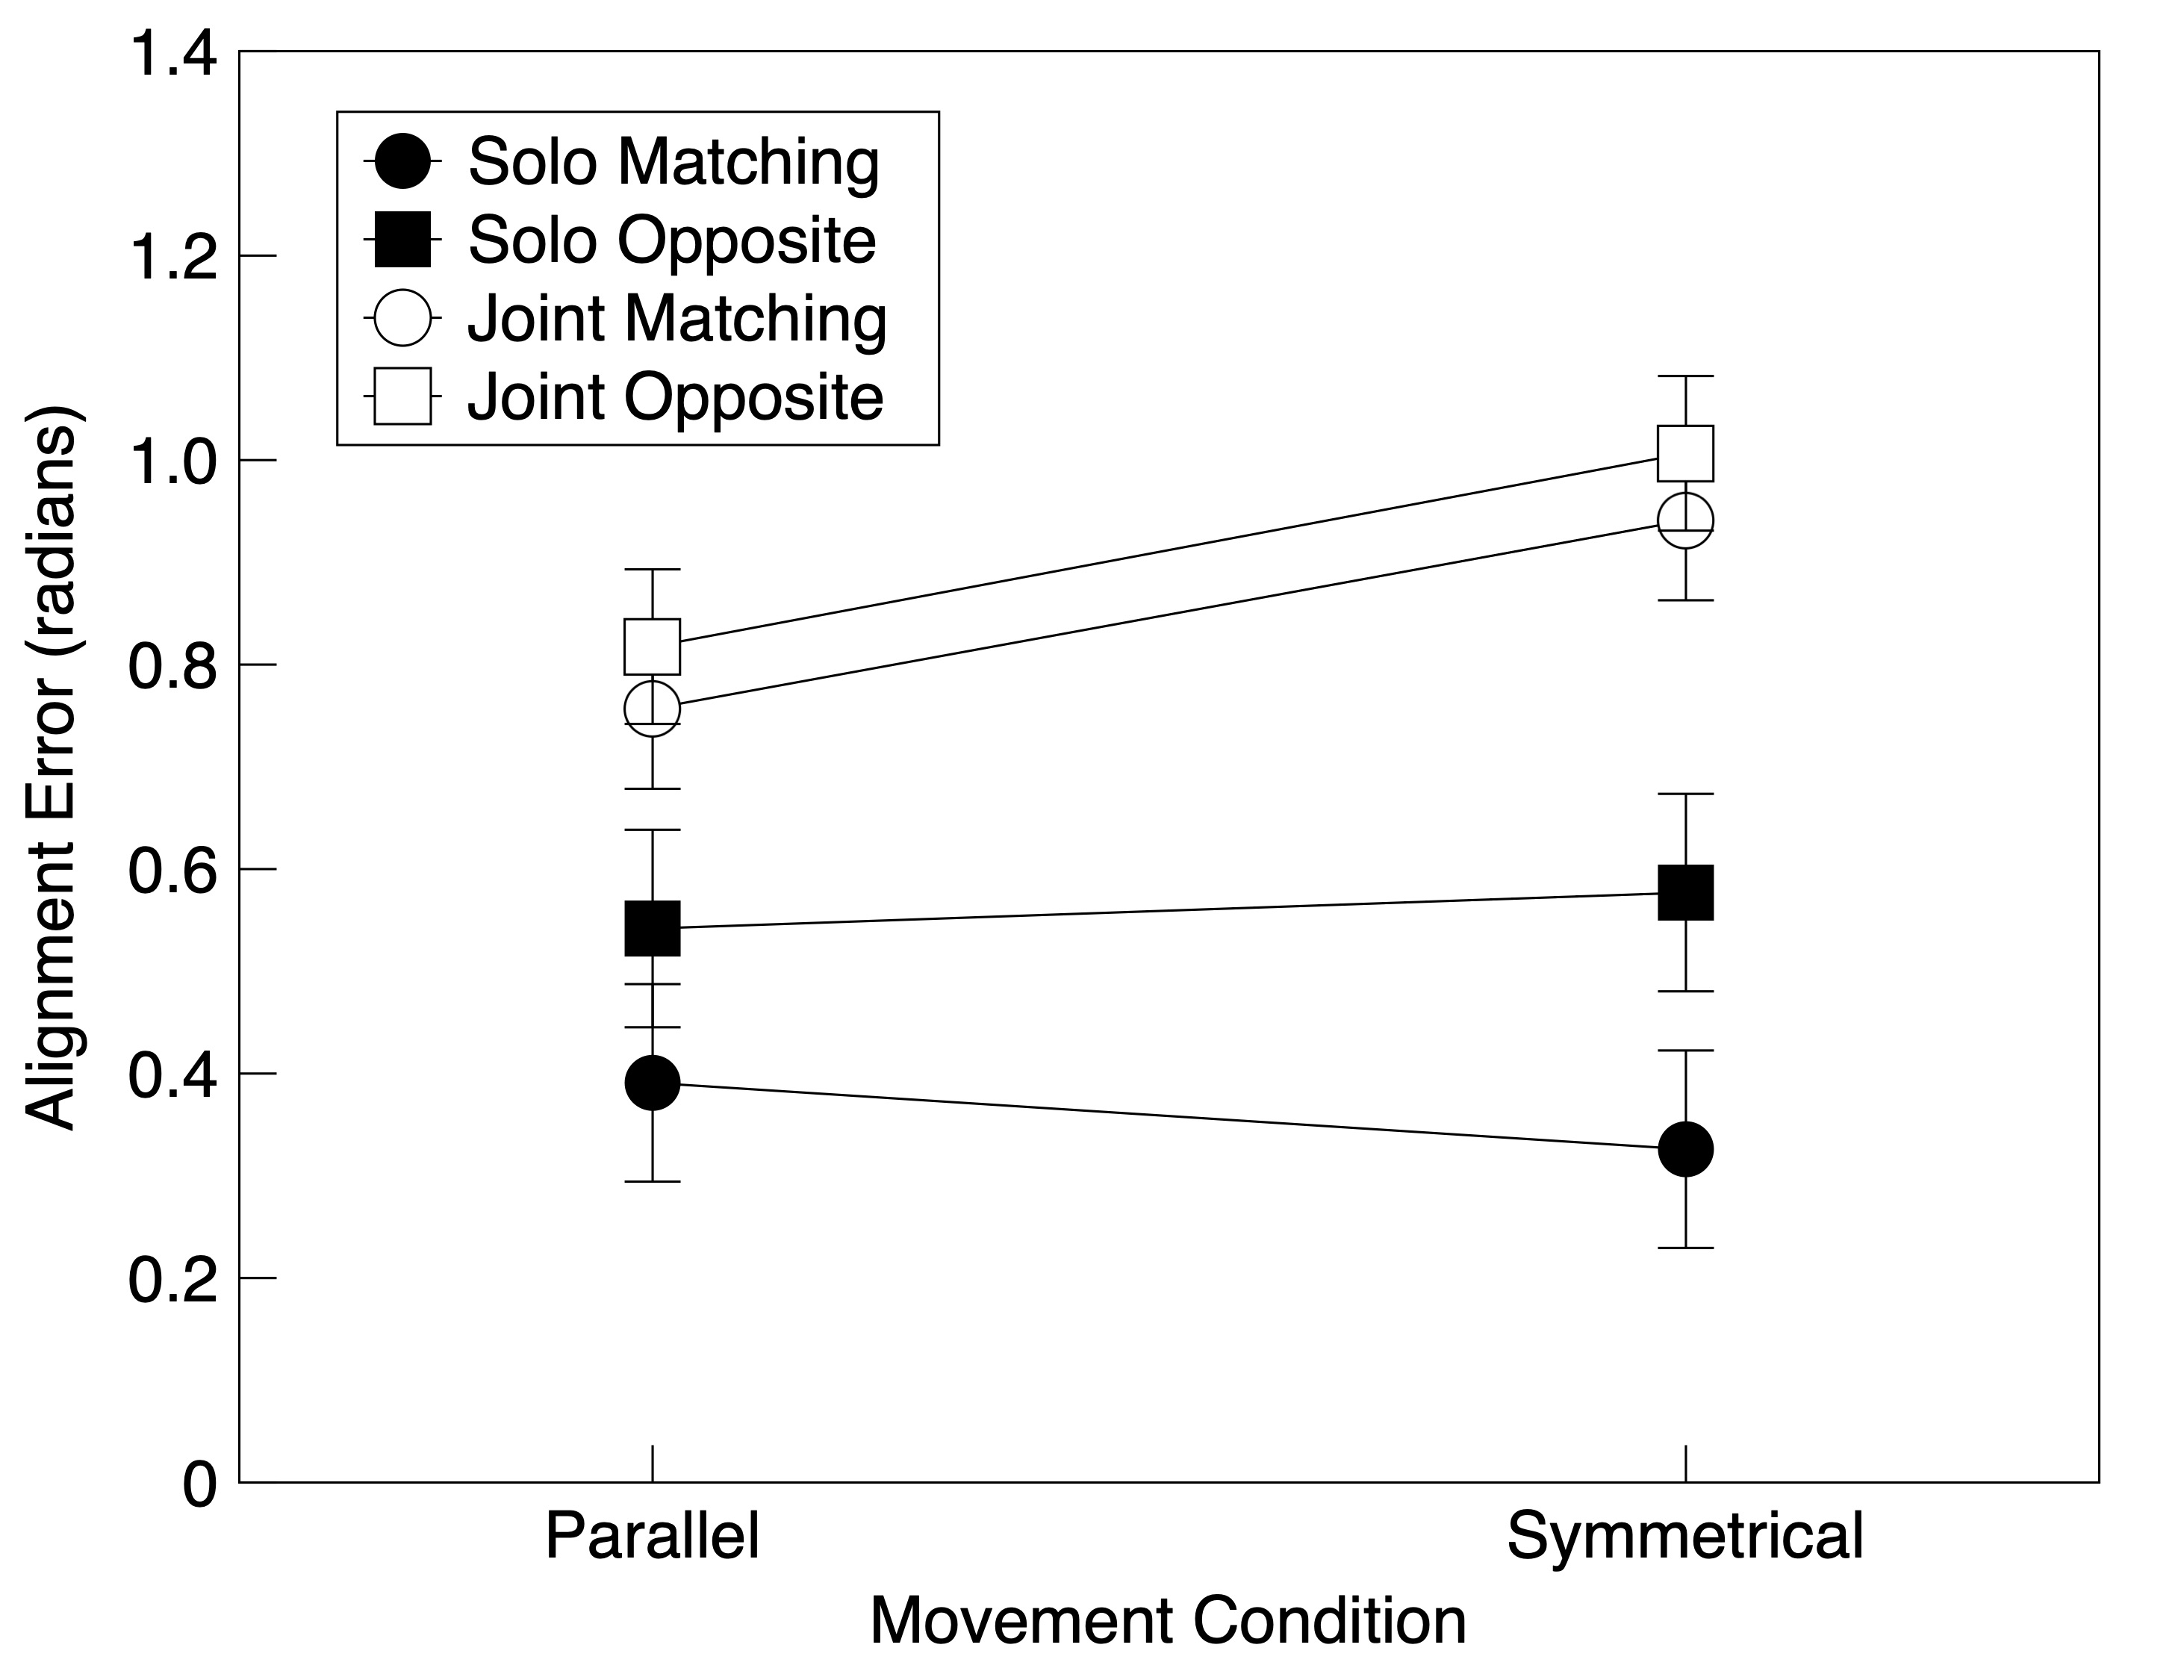 1.4
1.2
1.0
0.8
0.6
0.4
0.2
0
Alignment Error (radians)
Solo Matching
Solo Opposite
Joint Matching
Joint Opposite
Parallel
Symmetrical
Movement Condition